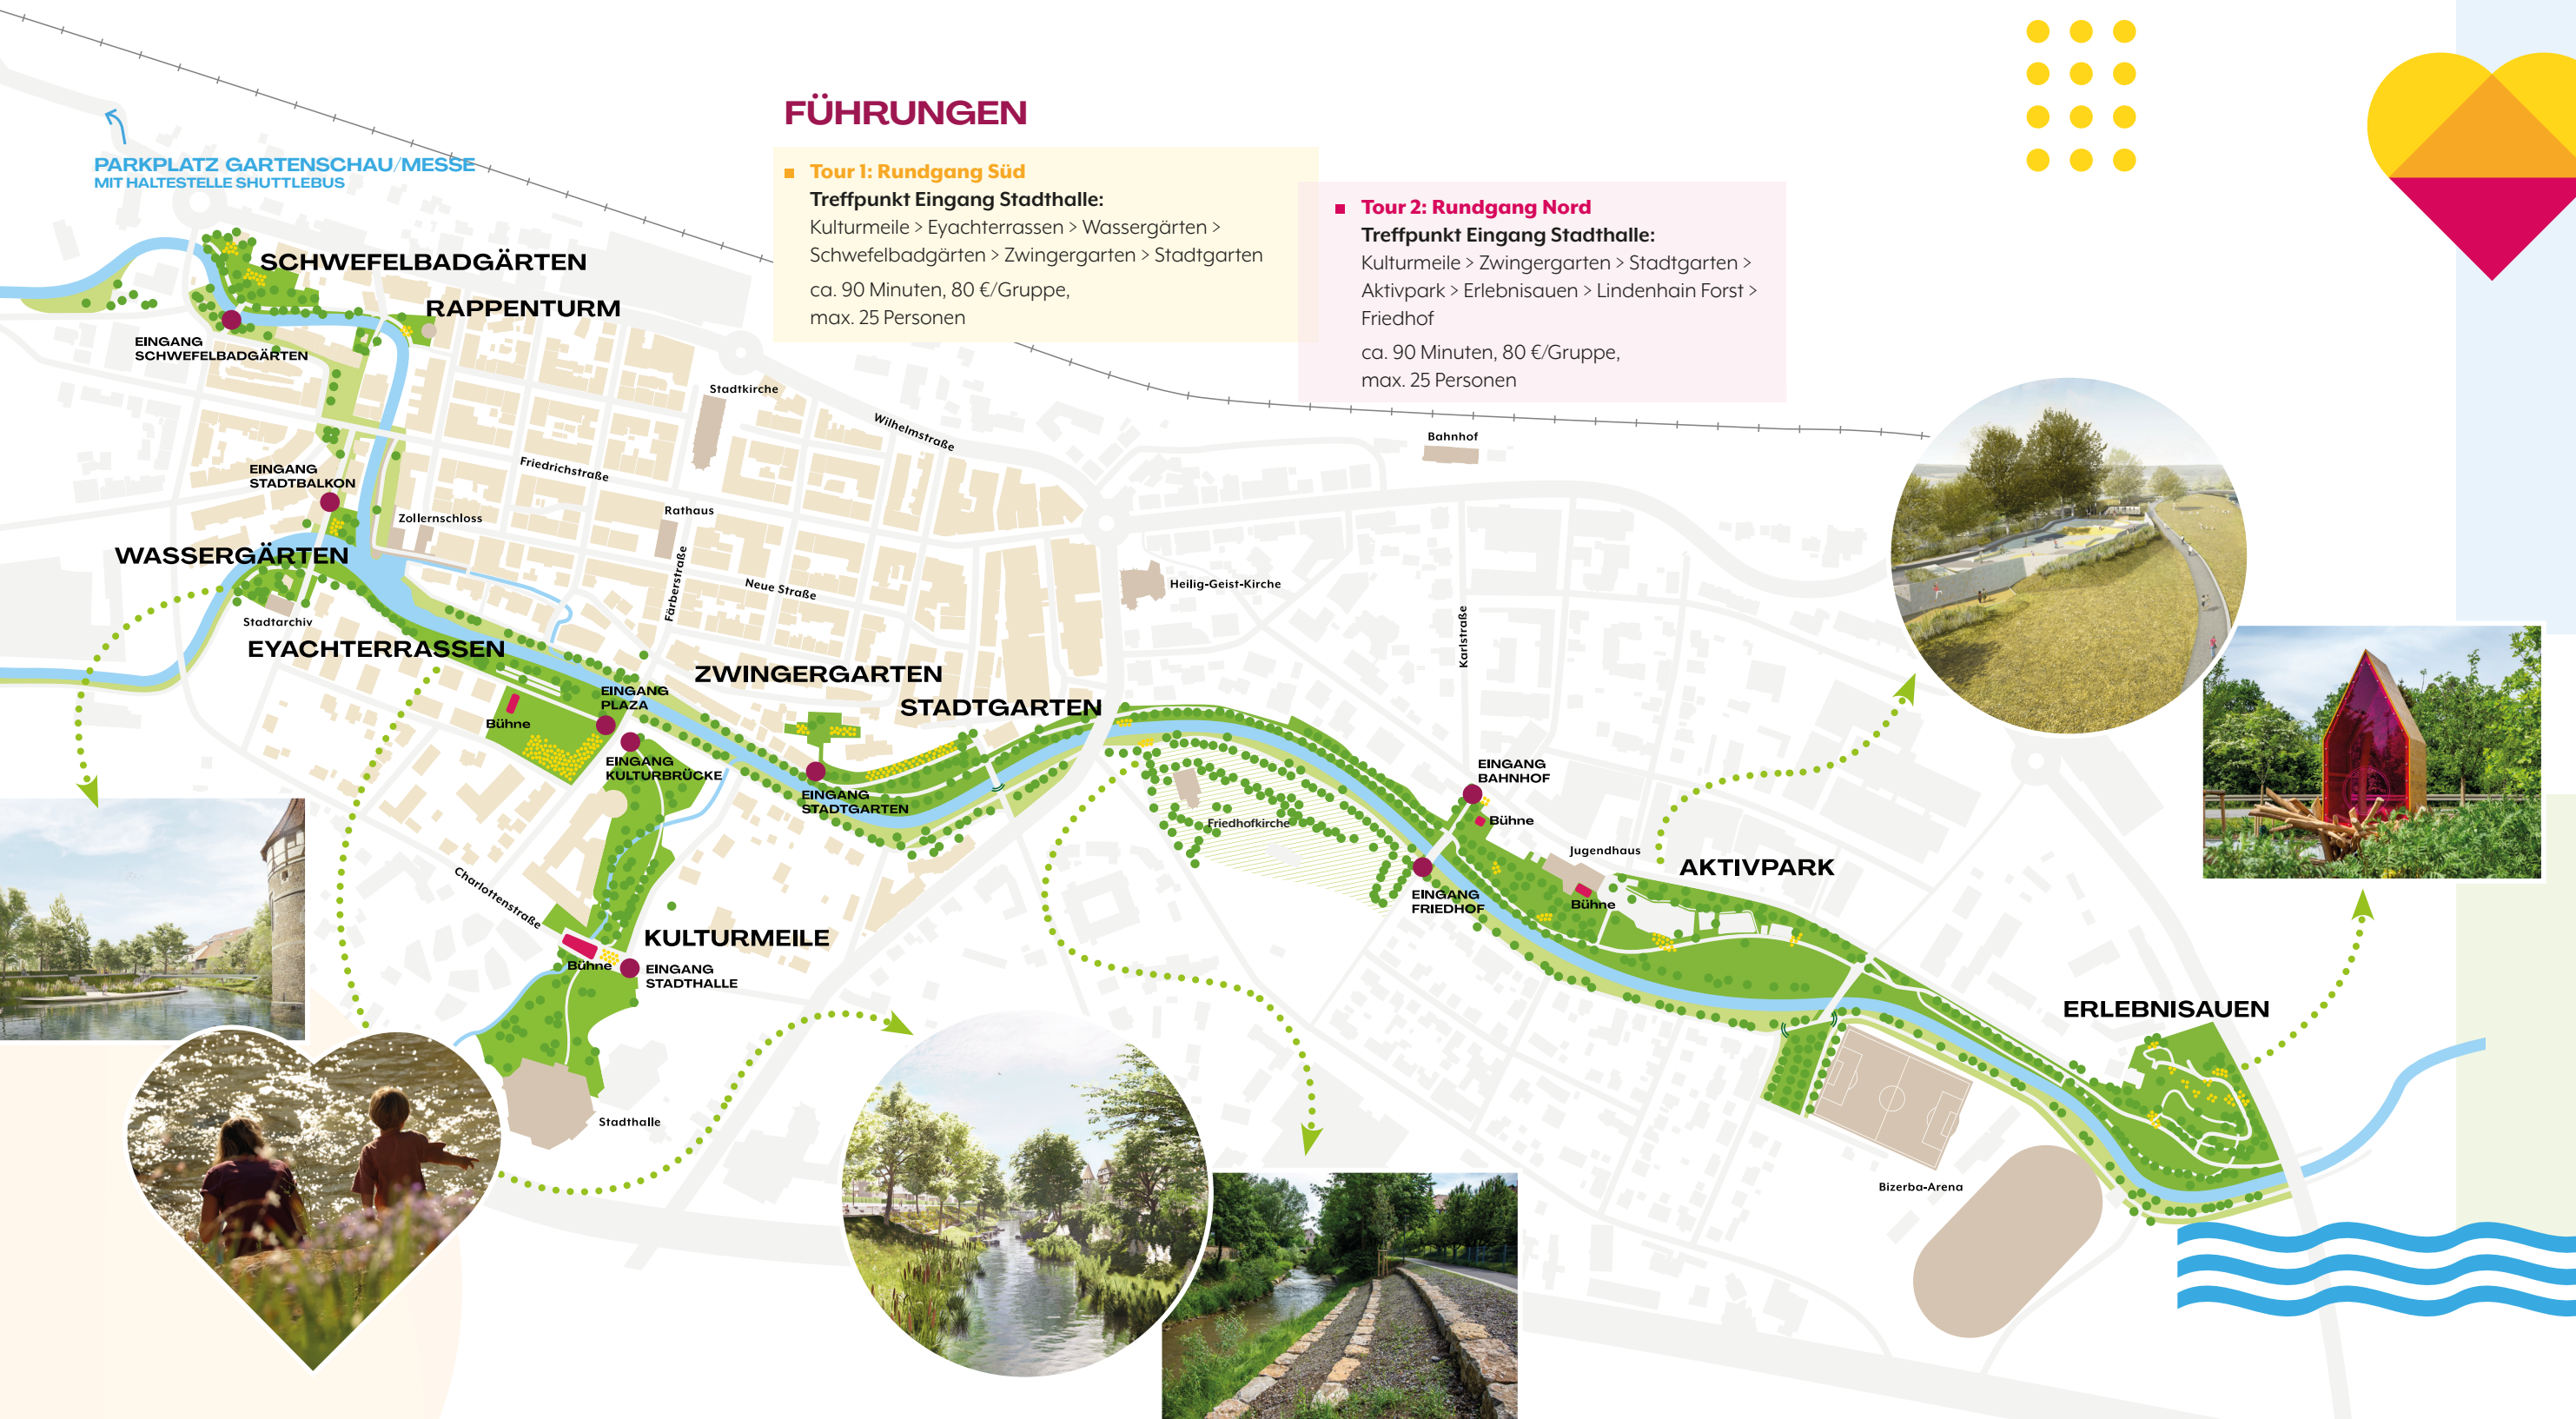 FÜHRUNGEN
Tour 1: Rundgang Süd
Treffpunkt Eingang Stadthalle:
Kulturmeile > Eyachterrassen > Wassergärten >
Schwefelbadgärten > Zwingergarten > Stadtgarten
ca. 90 Minuten, 80 €/Gruppe,
max. 25 Personen
Tour 2: Rundgang Nord
Treffpunkt Eingang Stadthalle:
Kulturmeile > Zwingergarten > Stadtgarten >
Aktivpark > Erlebnisauen > Lindenhain Forst >
Friedhof
ca. 90 Minuten, 80 €/Gruppe,
max. 25 Personen
PARKPLATZ GARTENSCHAU/MESSE
MIT HALTESTELLE SHUTTLEBUS
SCHWEFELBADGÄRTEN
RAPPENTURM
EINGANG
SCHWEFELBADGÄRTEN
Stadtkirche
Wilhelmstraße
Bahnhof
Friedrichstraße
EINGANG
STADTBALKON
Zollernschloss
Rathaus
WASSERGÄRTEN
Färberstraße
Neue Straße
Heilig-Geist-Kirche
Karlstraße
Stadtarchiv
EYACHTERRASSEN
ZWINGERGARTEN
EINGANG
PLAZA
STADTGARTEN
Bühne
EINGANG
KULTURBRÜCKE
EINGANG
STADTGARTEN
EINGANG
BAHNHOF
Bühne
Friedhofkirche
Jugendhaus
AKTIVPARK
EINGANG
FRIEDHOF
Bühne
Charlottenstraße
KULTURMEILE
Bühne
EINGANG
STADTHALLE
ERLEBNISAUEN
Stadthalle
Bizerba-Arena